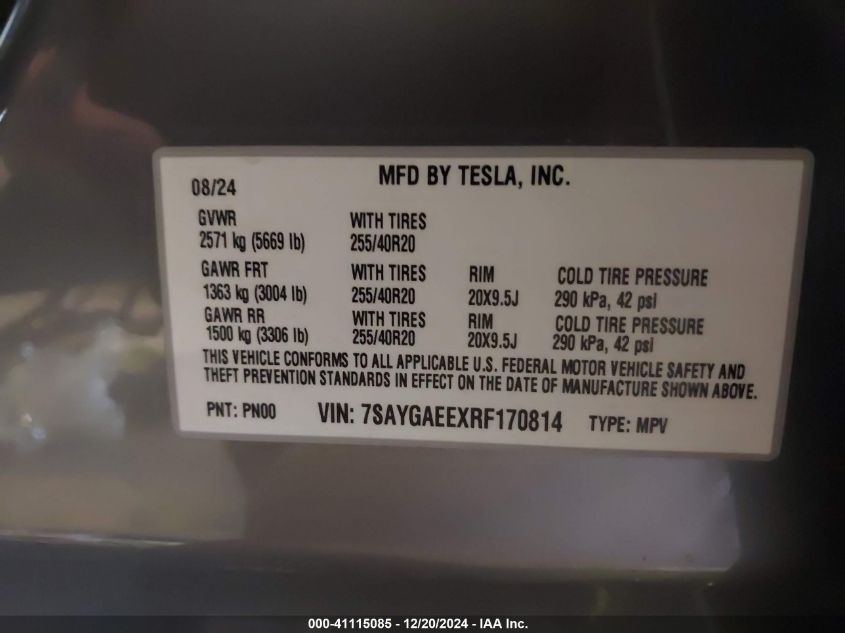 MFD BY TESLA, INC.
08/24
GVWR WITH TIRES
2571 kg (5669 lb) 255/40R20
GAWR FRT WITH TIRES RIM COLD TIRE PRESSURE
1363 kg (3004 lb) 255/40R20 20X9.5J 290 kPa, 42 psi
GAWR RR WITH TIRES RIM COLD TIRE PRESSURE
1500 kg (3306 lb) 255/40R20 20X9.5J 290 kPa, 42 psi
THIS VEHICLE CONFORMS TO ALL APPLICABLE U.S. FEDERAL MOTOR VEHICLE SAFETY AND
THEFT PREVENTION STANDARDS IN EFFECT ON THE DATE OF MANUFACTURE SHOWN ABOVE.
PNT: PN00 VIN: 7SAYGAEEXRF170814 TYPE: MPV
000-41115085 - 12/20/2024 - IAA Inc.